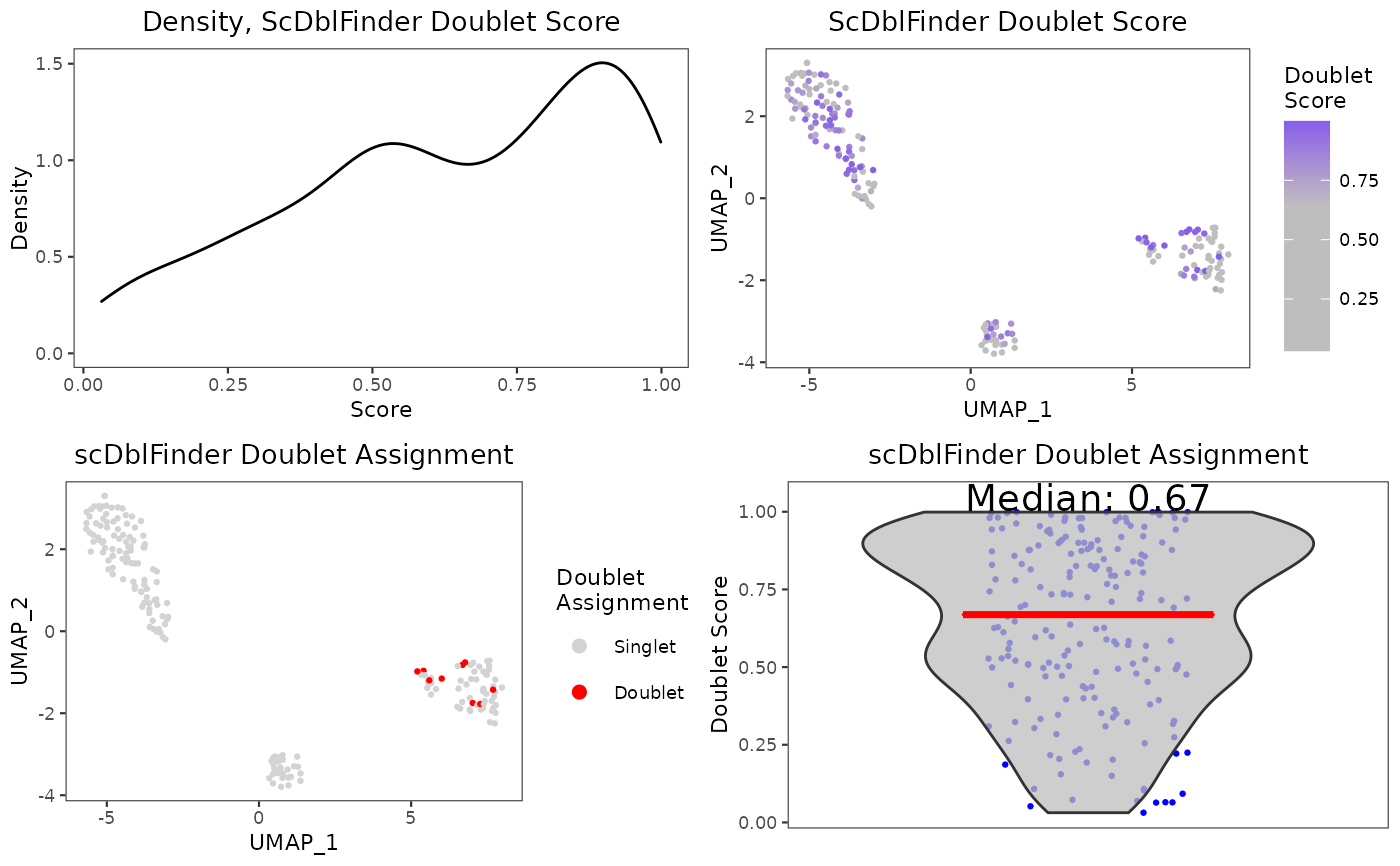 Density, ScDblFinder Doublet Score
1.5
1.0
0.5
0.0
Density
0.00 0.25 0.50 0.75 1.00
Score
ScDblFinder Doublet Score
2
0
-2
-4
UMAP_2
-5 0 5
UMAP_1
Doublet
Score
0.75
0.50
0.25
scDblFinder Doublet Assignment
2
0
-2
-4
UMAP_2
-5 0 5
UMAP_1
Doublet
Assignment
Singlet
Doublet
scDblFinder Doublet Assignment
Median: 0.67
1.00
0.75
0.50
0.25
0.00
Doublet Score